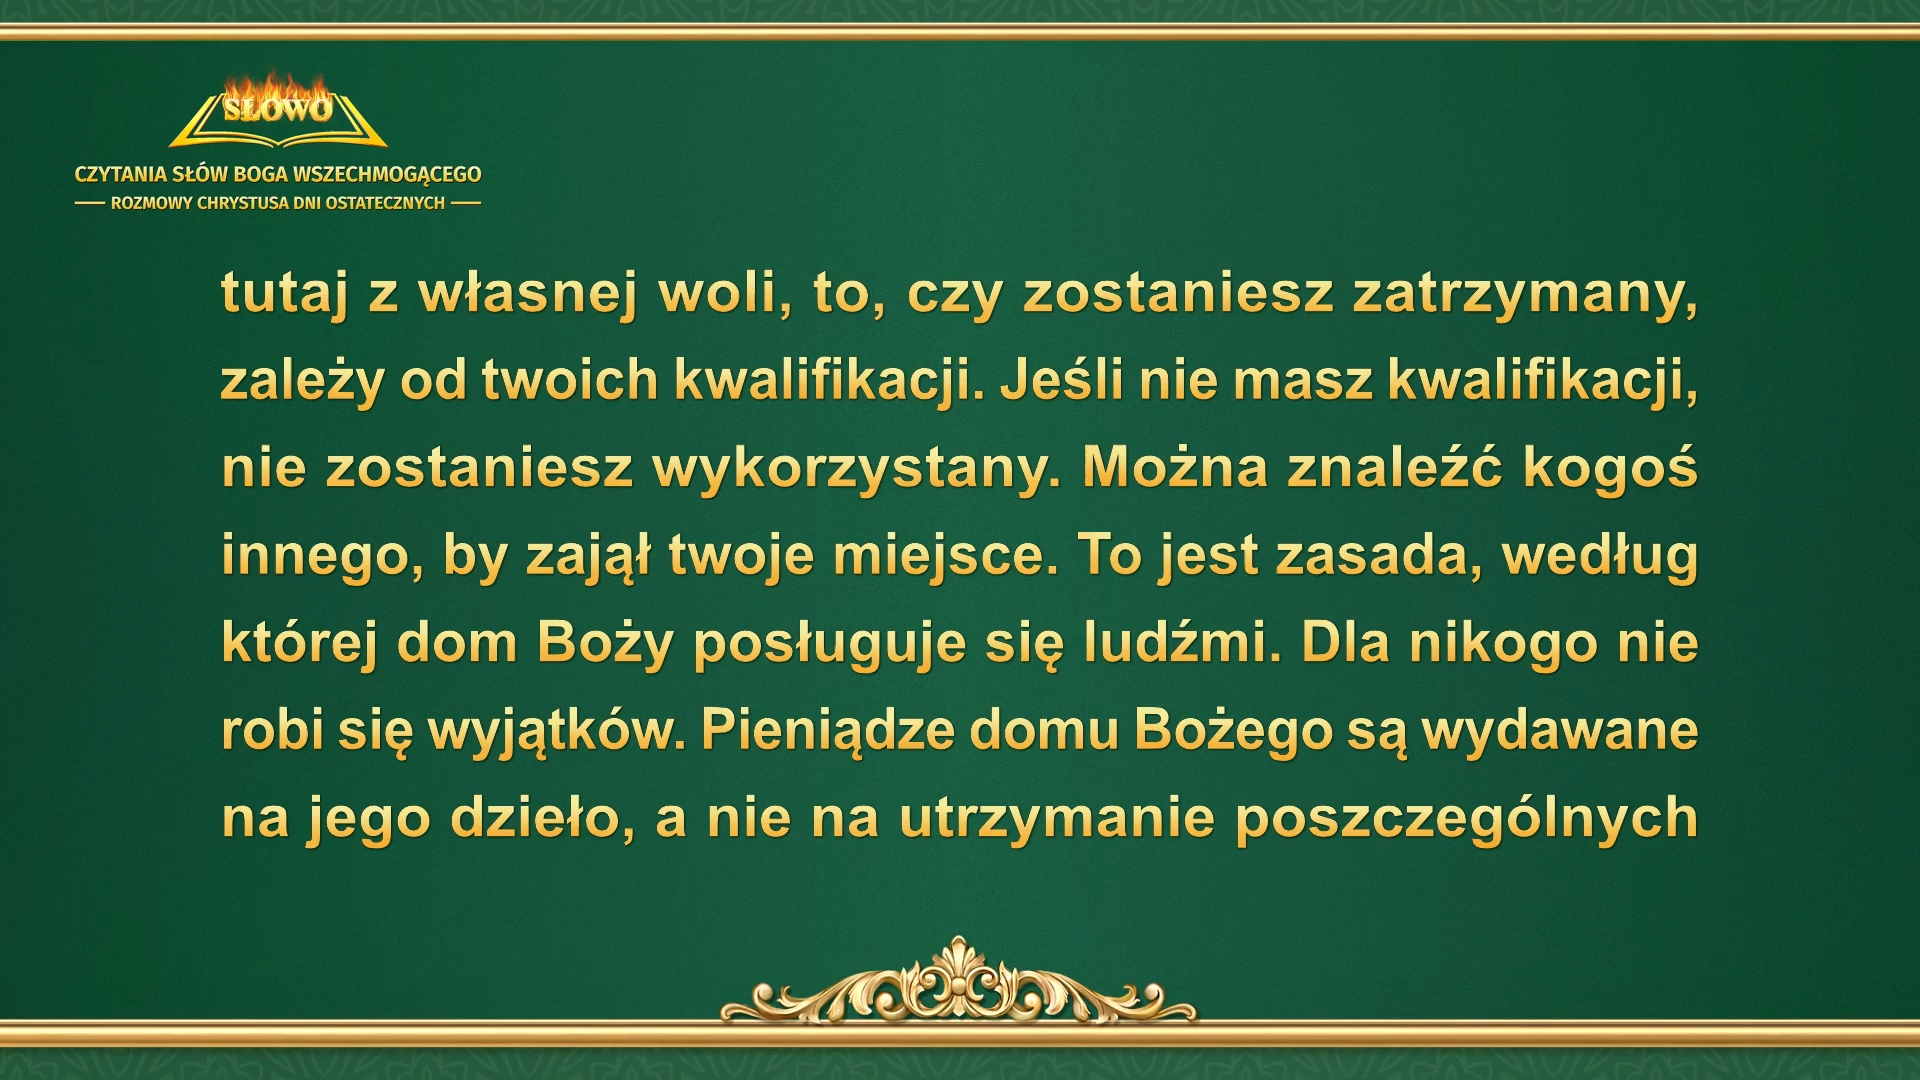 SŁOWO
CZYTANIA SŁÓW BOGA WSZECHMOGĄCEGO
ROZMOWY CHRYSTUSA DNI OSTATECZNYCH
tutaj z własnej woli, to, czy zostaniesz zatrzymany,
zależy od twoich kwalifikacji. Jeśli nie masz kwalifikacji,
nie zostaniesz wykorzystany. Można znaleźć kogoś
innego, by zajął twoje miejsce. To jest zasada, według
której dom Boży posługuje się ludźmi. Dla nikogo nie
robi się wyjątków. Pieniądze domu Bożego są wydawane
na jego dzieło, a nie na utrzymanie poszczególnych